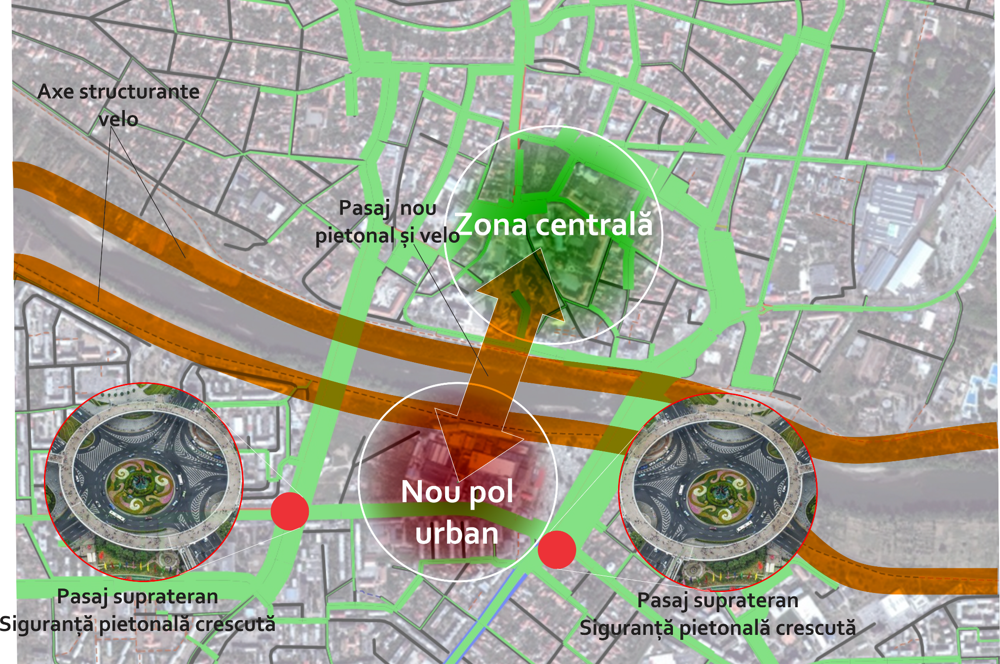 Axe structurante
velo
Pasaj nou
pietonal și velo
Zona centrală
Nou pol
urban
Pasaj suprateran
Siguranță pietonală crescută
Pasaj suprateran
Siguranță pietonală crescută